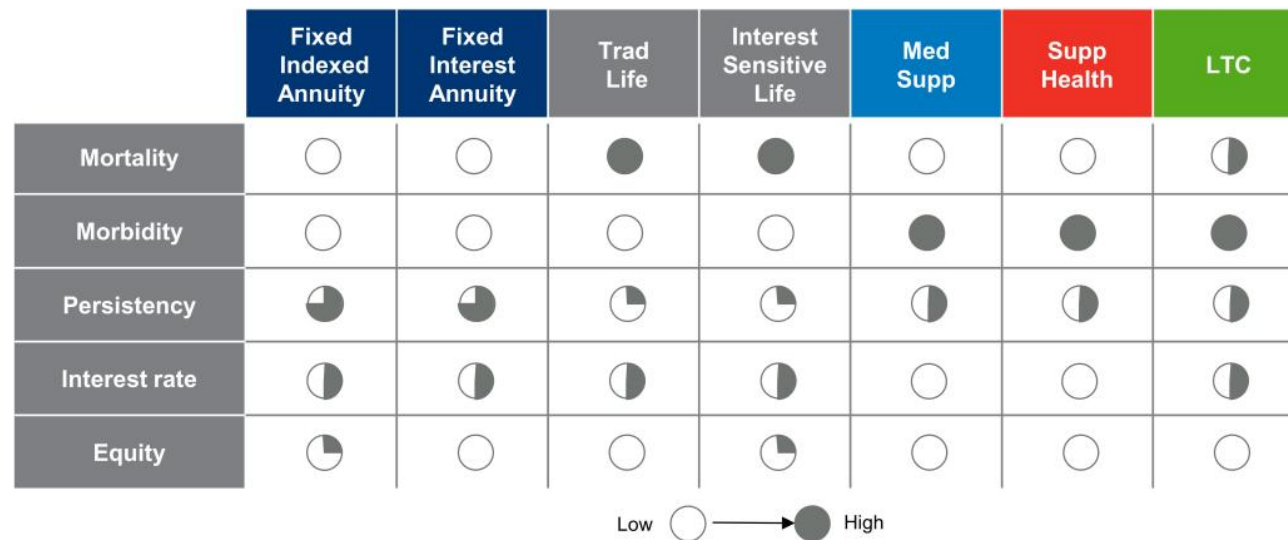 Fixed
Indexed
Annuity
Fixed
Interest
Annuity
Trad
Life
Interest
Sensitive
Life
Med
Supp
Supp
Health
LTC
Mortality
Morbidity
Persistency
Interest rate
Equity
Low
High